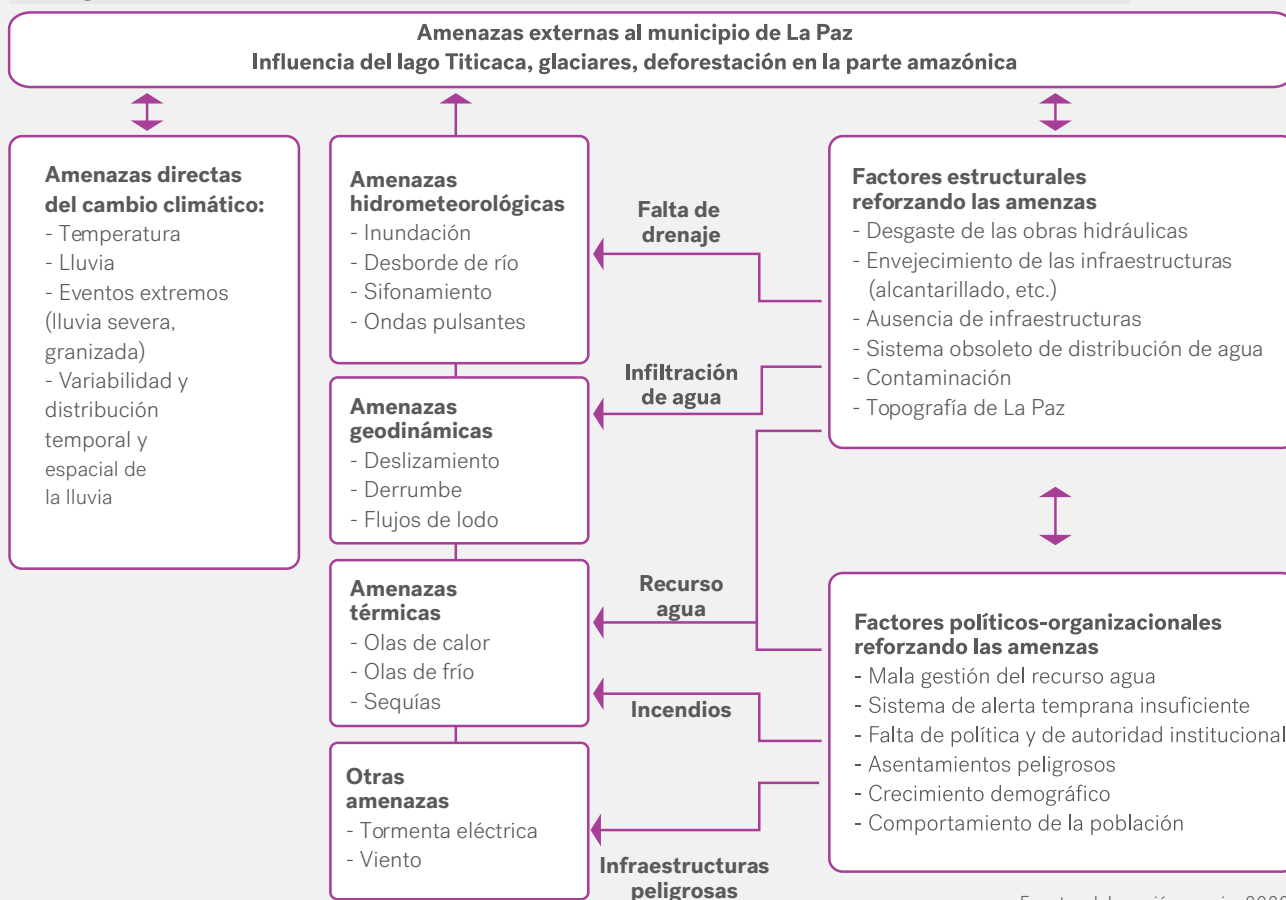 Amenazas externas al municipio de La Paz
Influencia del lago Titicaca, glaciares, deforestación en la parte amazónica
Amenazas directas
del cambio climático:
- Temperatura
- Lluvia
- Eventos extremos
(lluvia severa,
granizada)
- Variabilidad y
distribución
temporal y
espacial de
la lluvia
Amenazas
hidrometeorológicas
- Inundación
- Desborde de río
- Sifonamiento
- Ondas pulsantes
Amenazas
geodinámicas
- Deslizamiento
- Derrumbe
- Flujos de lodo
Amenazas
térmicas
- Olas de calor
- Olas de frío
- Sequías
Otras
amenazas
- Tormenta eléctrica
- Viento
Falta de
drenaje
Infiltración
de agua
Recurso
agua
Incendios
Infraestructuras
peligrosas
Factores estructurales
reforzando las amenzas
- Desgaste de las obras hidráulicas
- Envejecimiento de las infraestructuras
(alcantarillado, etc.)
- Ausencia de infraestructuras
- Sistema obsoleto de distribución de agua
- Contaminación
- Topografía de La Paz
Factores políticos-organizacionales
reforzando las amenzas
- Mala gestión del recurso agua
- Sistema de alerta temprana insuficiente
- Falta de política y de autoridad institucional
- Asentamientos peligrosos
- Crecimiento demográfico
- Comportamiento de la población